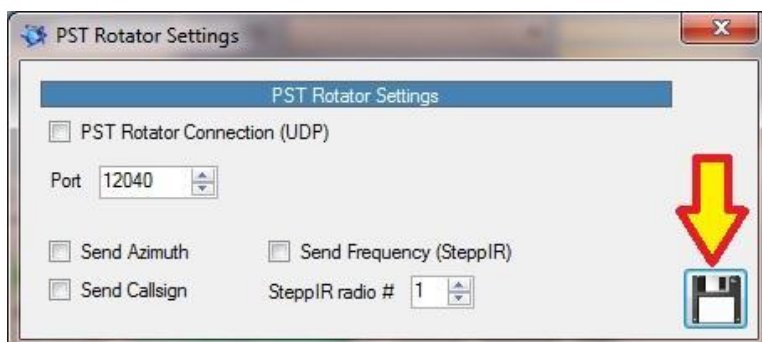 PST Rotator Settings
PST Rotator Settings
PST Rotator Connection (UDP)
Port 12040
Send Azimuth Send Frequency (SteppIR)
Send Callsign SteppIR radio # 1